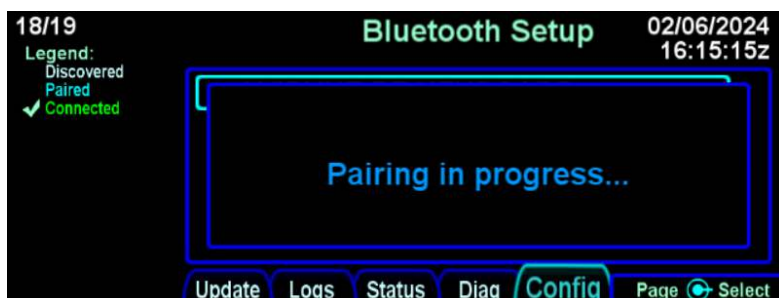 18/19
Bluetooth Setup
02/06/2024
16:15:15z
Legend:
Discovered
Paired
Connected
Pairing in progress...
Update Logs Status Diag Config Page Select